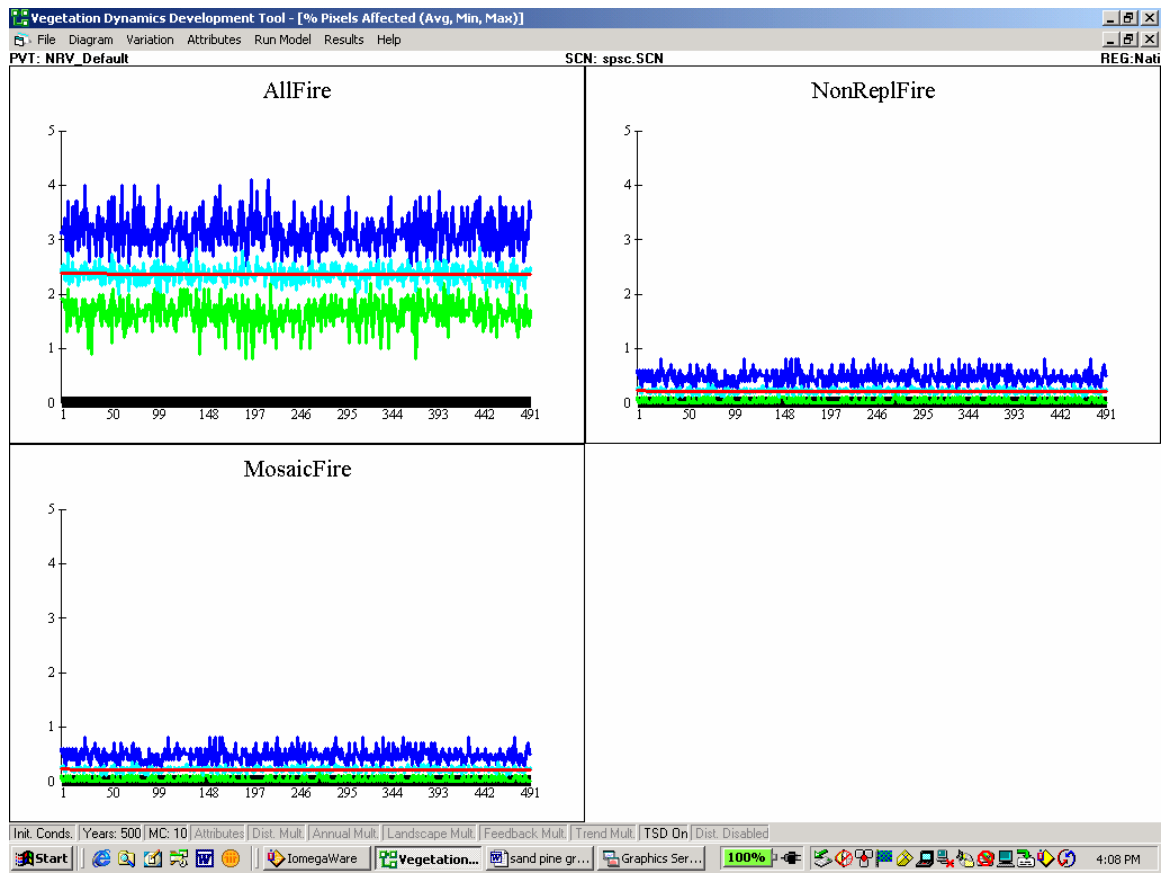 Vegetation Dynamics Development Tool - [% Pixels Affected (Avg, Min, Max)]
File Diagram Variation Attributes Run Model Results Help
PVT: NRV_Default SCN: spsc.SCN REG:Nati
AllFire
5
4
3
2
1
0
1 50 99 148 197 246 295 344 393 442 491
NonReplFire
5
4
3
2
1
0
1 50 99 148 197 246 295 344 393 442 491
MosaicFire
5
4
3
2
1
0
1 50 99 148 197 246 295 344 393 442 491
Init. Conds. Years: 500 MC: 10 Attributes Dist. Mult. Annual Mult. Landscape Mult. Feedback Mult. Trend Mult. TSD On Dist. Disabled
Start IomegaWare Vegetation... sand pine gr... Graphics Ser... 100% 4:08 PM